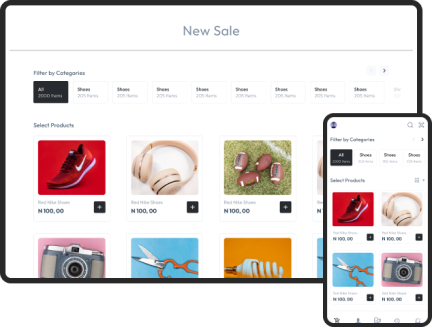 New Sale
Filter by Categories
All
2000 Items
Shoes
205 Items
Shoes
205 Items
Shoes
205 Items
Shoes
205 Items
Shoes
205 Items
Shoes
205 Items
Shoes
205 Items
Shoes
205 Items
Select Products
Red Nike Shoes
N 100, 00
Red Nike Shoes
N 100, 00
Red Nike Shoes
N 100, 00
Filter by Categories
All
Shoes
Shoes
Shoes
Select Products
Red Nike Shoes
N 100, 00
Red Nike Shoes
N 100, 00
Red Nike Shoes
N 100, 00
Red Nike Shoes
N 100, 00